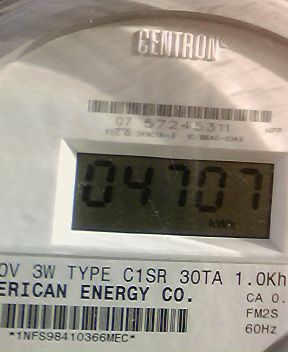 CENTRON
07 57245311
04707
kWh
0V 3W TYPE C1SR 30TA 1.0Kh
ERICAN ENERGY CO.
CA 0.
FM2S
60Hz
*1NFS98410366MEC*